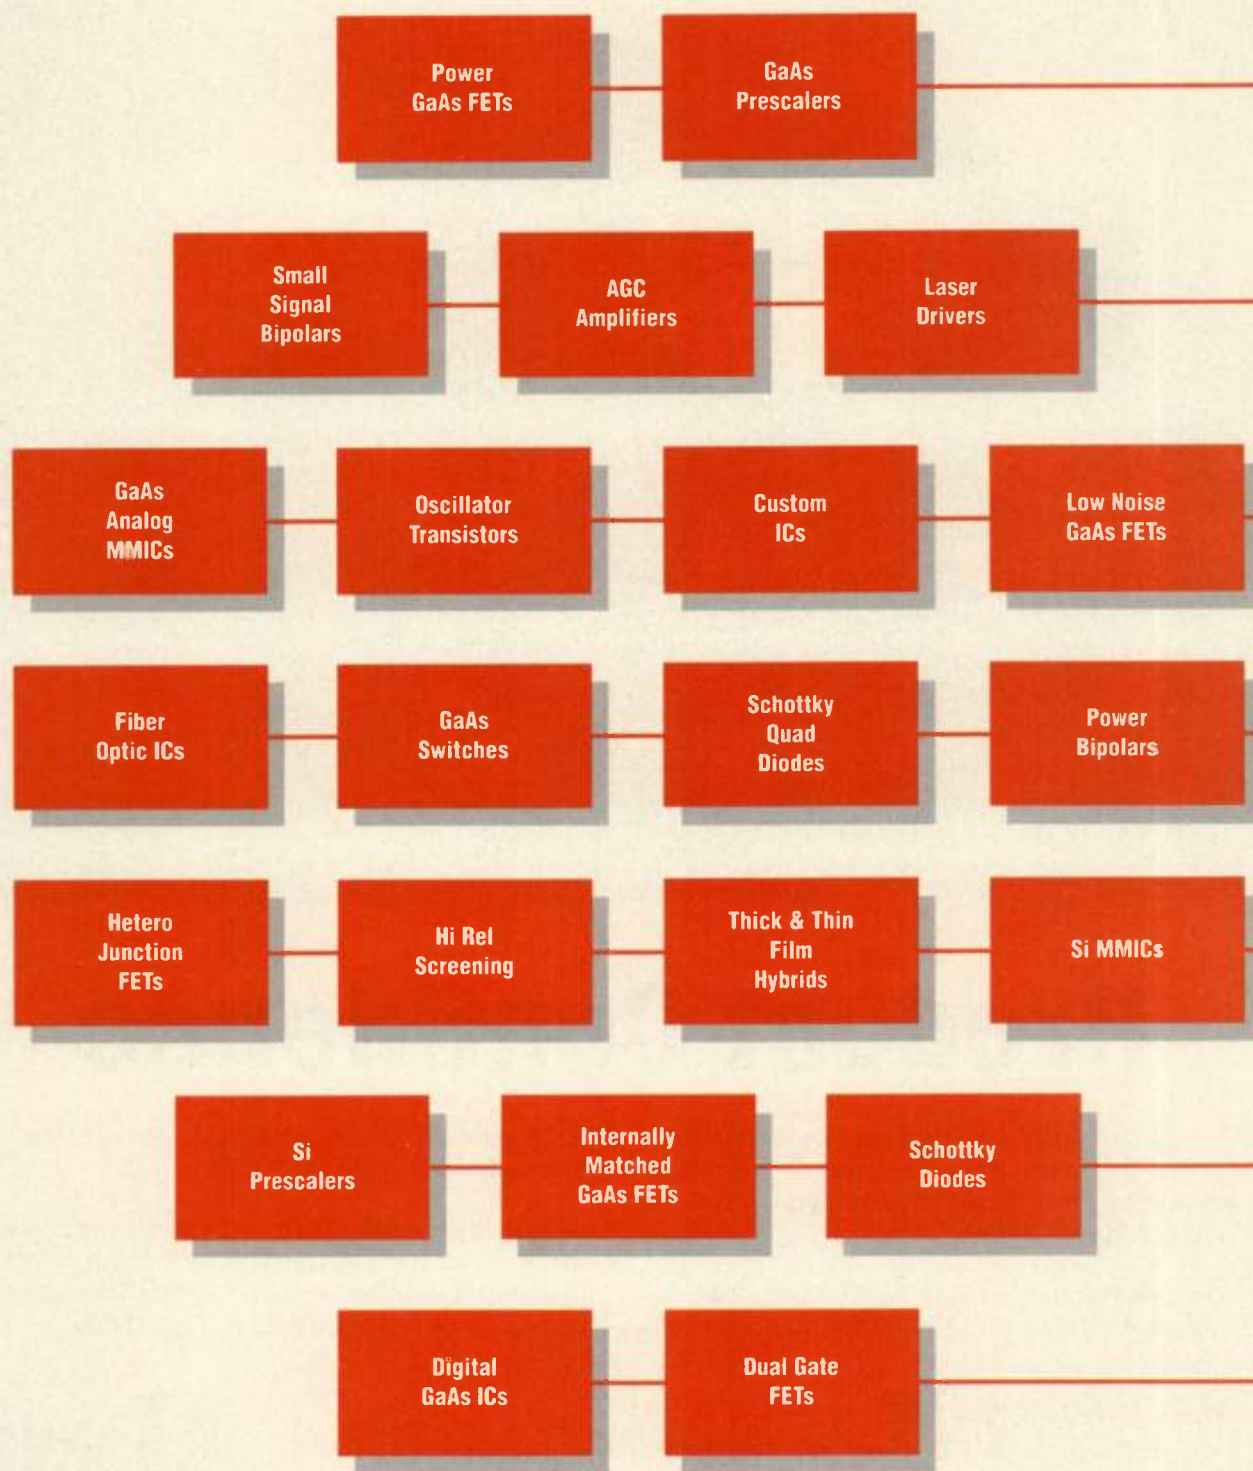 Power
GaAs FETs
GaAs
Prescalers
Small
Signal
Bipolars
AGC
Amplifiers
Laser
Drivers
GaAs
Analog
MMICs
Oscillator
Transistors
Custom
ICs
Low Noise
GaAs FETs
Fiber
Optic ICs
GaAs
Switches
Schottky
Quad
Diodes
Power
Bipolars
Hetero
Junction
FETs
Hi Rel
Screening
Thick & Thin
Film
Hybrids
Si MMICs
Si
Prescalers
Internally
Matched
GaAs FETs
Schottky
Diodes
Digital
GaAs ICs
Dual Gate
FETs